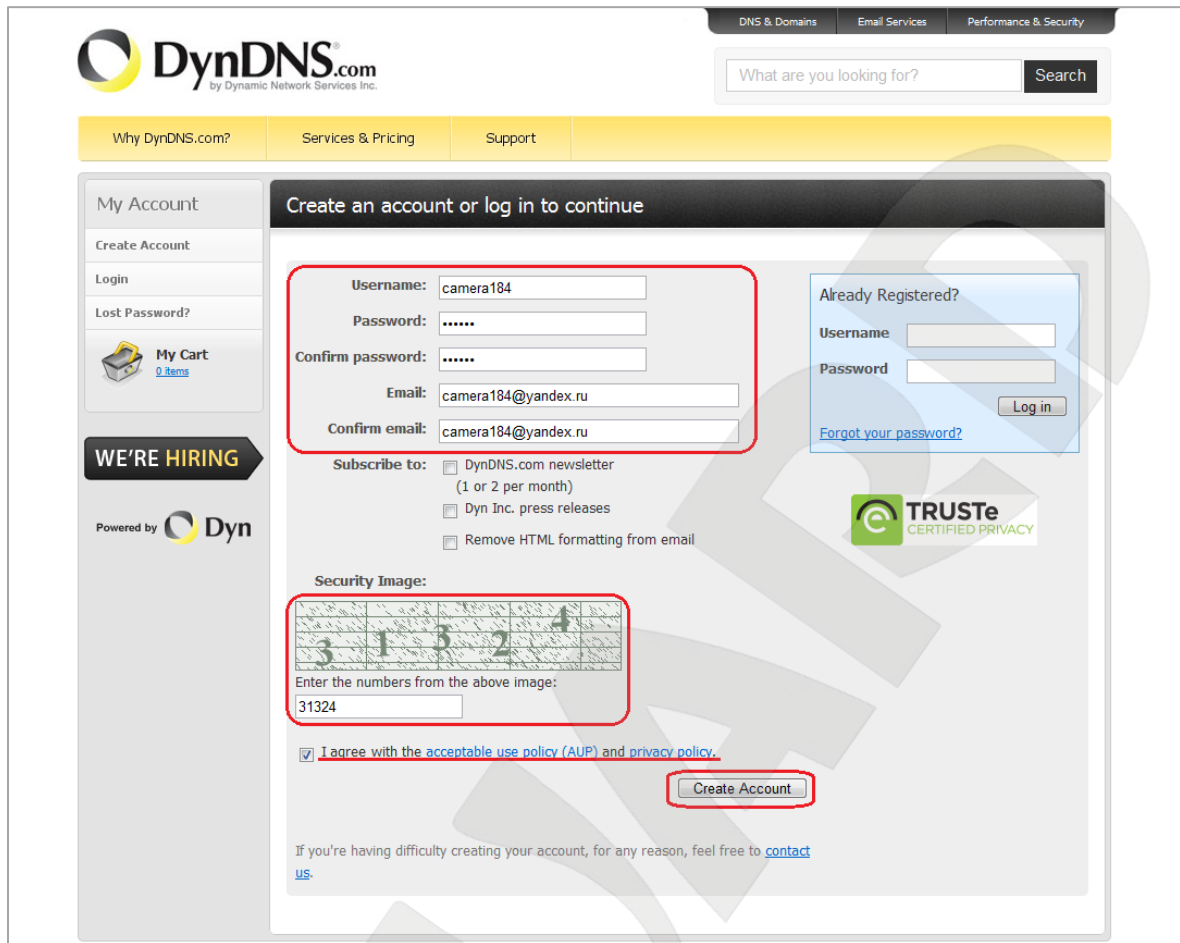 DNS & Domains Email Services Performance & Security
DynDNS.com
by Dynamic Network Services Inc.
What are you looking for? Search
Why DynDNS.com? Services & Pricing Support
My Account
Create Account
Login
Lost Password?
My Cart
0 items
WE'RE HIRING
Powered by Dyn
Create an account or log in to continue
Username: camera184
Password: ••••••
Confirm password: ••••••
Email: camera184@yandex.ru
Confirm email: camera184@yandex.ru
Subscribe to: DynDNS.com newsletter
(1 or 2 per month)
Dyn Inc. press releases
Remove HTML formatting from email
Security Image:
3 1 3 2 4
Enter the numbers from the above image:
31324
I agree with the acceptable use policy (AUP) and privacy policy.
Create Account
If you're having difficulty creating your account, for any reason, feel free to contact
us.
Already Registered?
Username
Password
Log in
Forgot your password?
TRUSTe
CERTIFIED PRIVACY